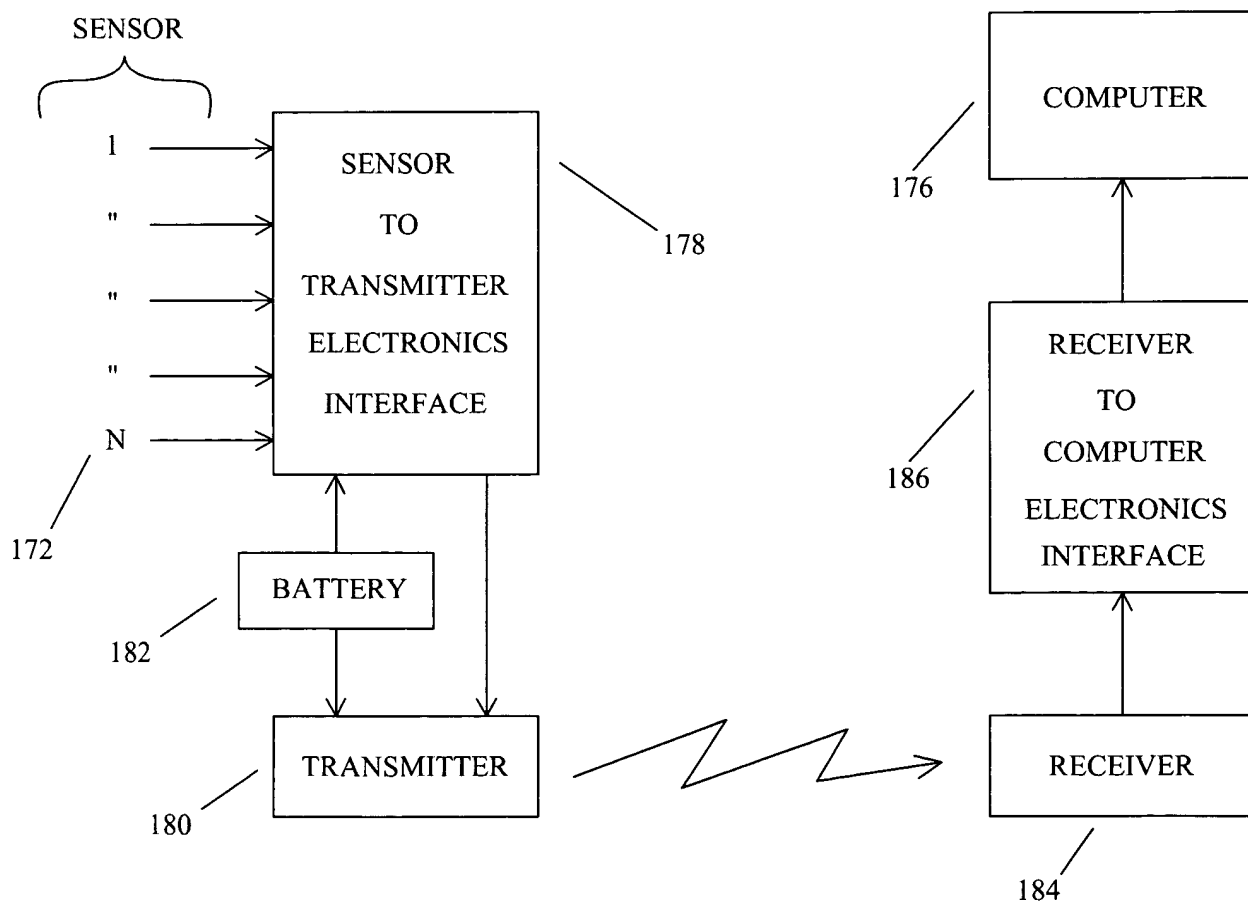 SENSOR
1
"
"
"
N
172
SENSOR
TO
TRANSMITTER
ELECTRONICS
INTERFACE
178
BATTERY
182
TRANSMITTER
180
COMPUTER
176
RECEIVER
TO
COMPUTER
ELECTRONICS
INTERFACE
186
RECEIVER
184